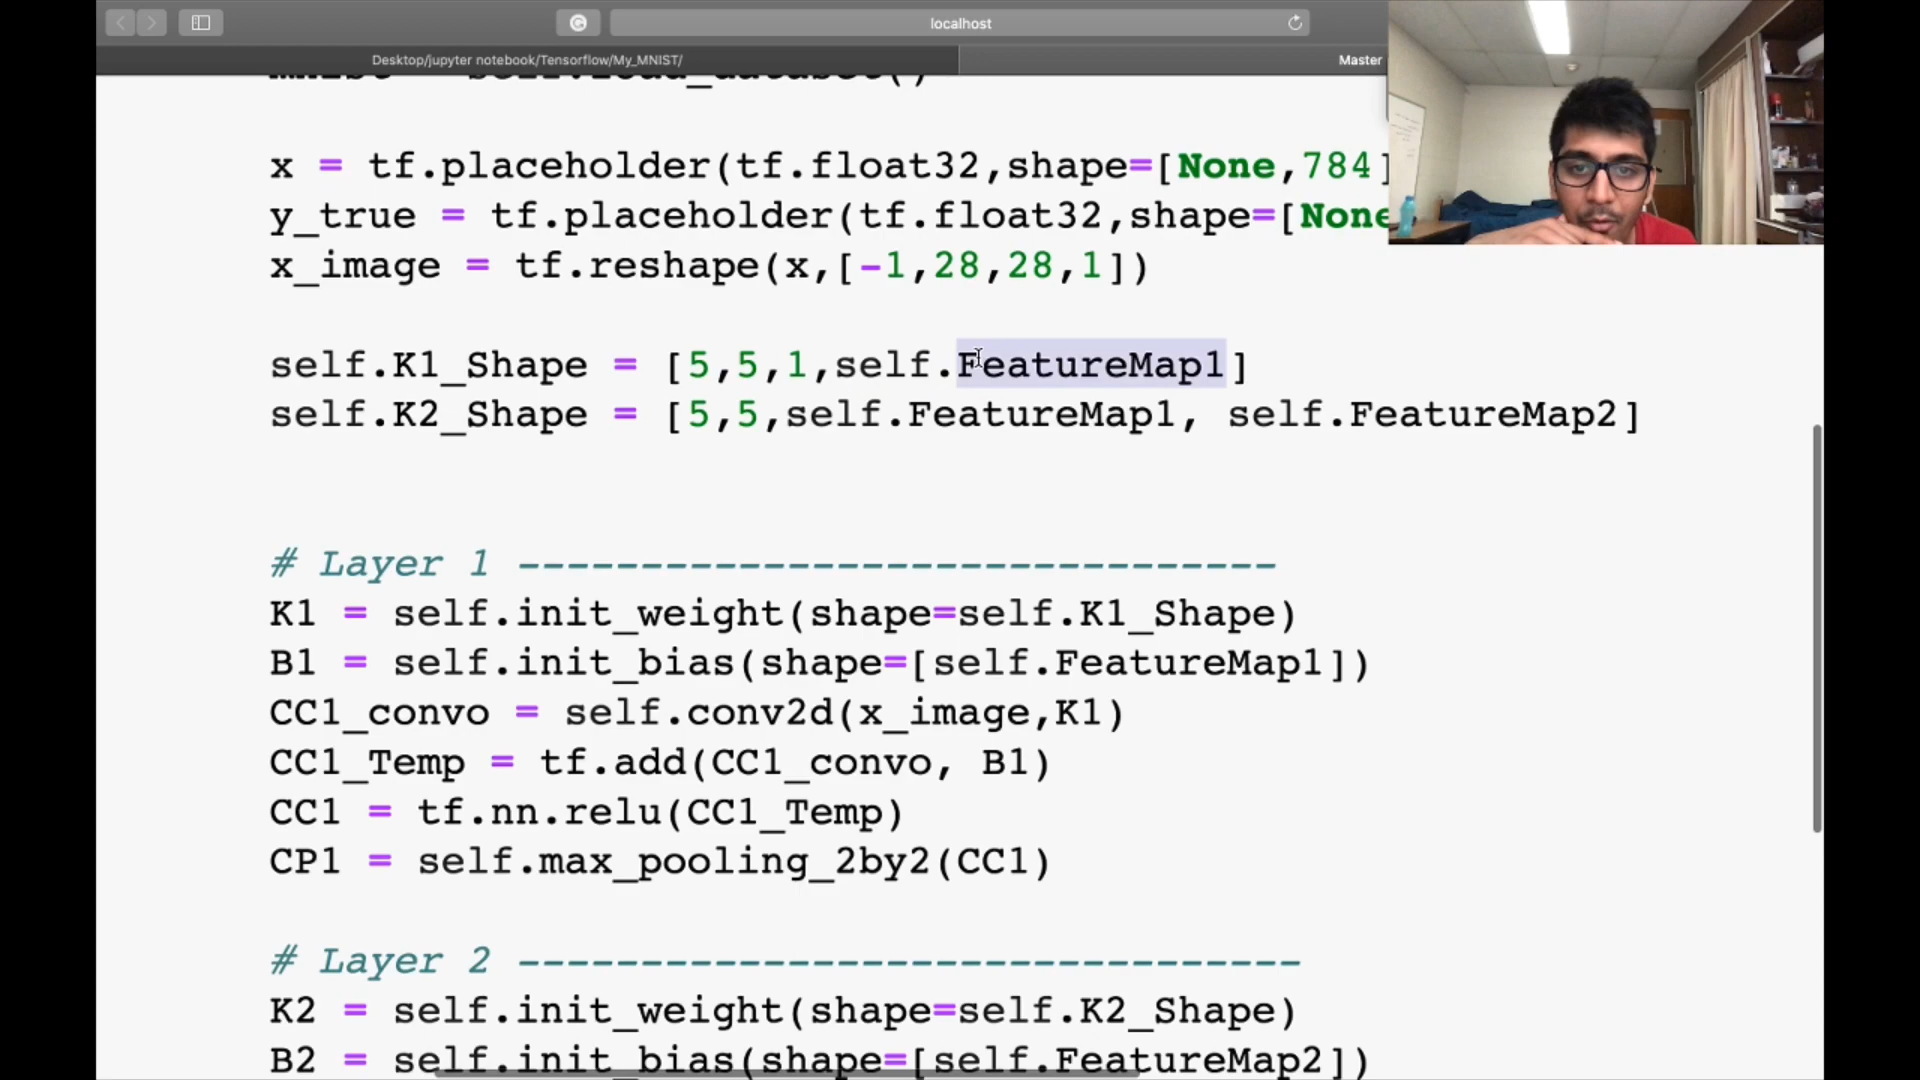 localhost
Desktop/jupyter notebook/Tensorflow/My_MNIST/
Master
mnist = self.load_dataset()
x = tf.placeholder(tf.float32,shape=[None,784]
y_true = tf.placeholder(tf.float32,shape=[None
x_image = tf.reshape(x,[-1,28,28,1])
self.K1_Shape = [5,5,1,self.FeatureMap1]
self.K2_Shape = [5,5,self.FeatureMap1, self.FeatureMap2]
# Layer 1 -------------------------------
K1 = self.init_weight(shape=self.K1_Shape)
B1 = self.init_bias(shape=[self.FeatureMap1])
CC1_convo = self.conv2d(x_image,K1)
CC1_Temp = tf.add(CC1_convo, B1)
CC1 = tf.nn.relu(CC1_Temp)
CP1 = self.max_pooling_2by2(CC1)
# Layer 2 --------------------------------
K2 = self.init_weight(shape=self.K2_Shape)
B2 = self.init_bias(shape=[self.FeatureMap2])